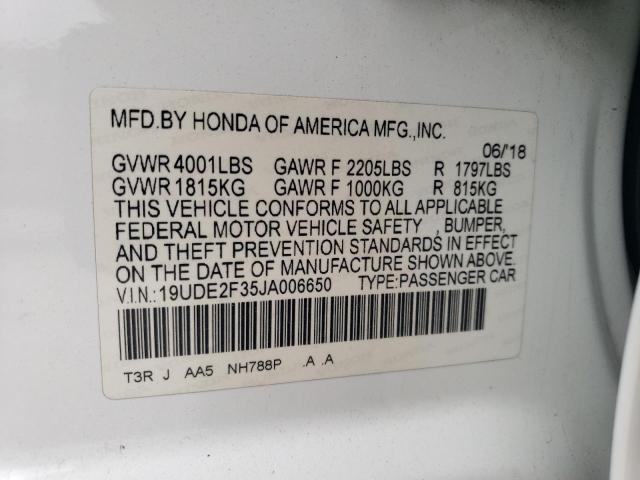 MFD.BY HONDA OF AMERICA MFG.,INC.
06/'18
GVWR 4001LBS GAWR F 2205LBS R 1797LBS
GVWR 1815KG GAWR F 1000KG R 815KG
THIS VEHICLE CONFORMS TO ALL APPLICABLE
FEDERAL MOTOR VEHICLE SAFETY , BUMPER,
AND THEFT PREVENTION STANDARDS IN EFFECT
ON THE DATE OF MANUFACTURE SHOWN ABOVE.
V.I.N.:19UDE2F35JA006650 TYPE:PASSENGER CAR
T3R J AA5 NH788P .A .A